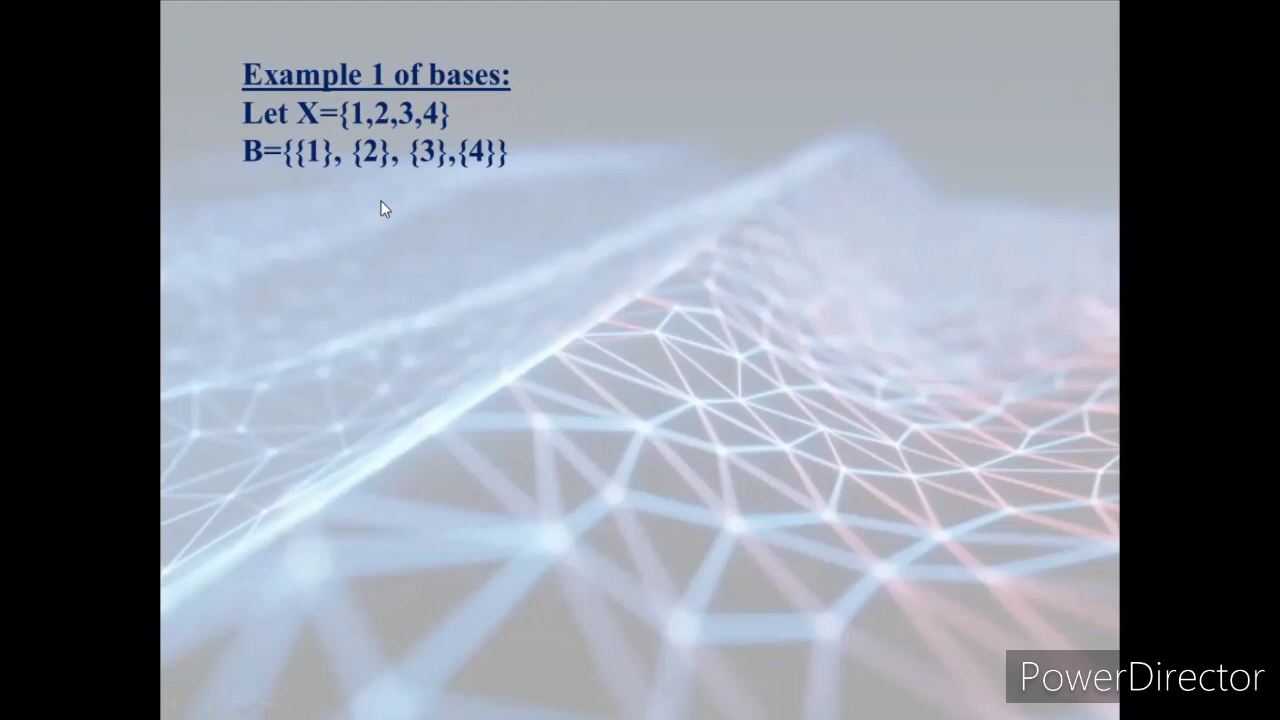 Example 1 of bases:
Let X={1,2,3,4}
B={{1}, {2}, {3},{4}}
PowerDirector